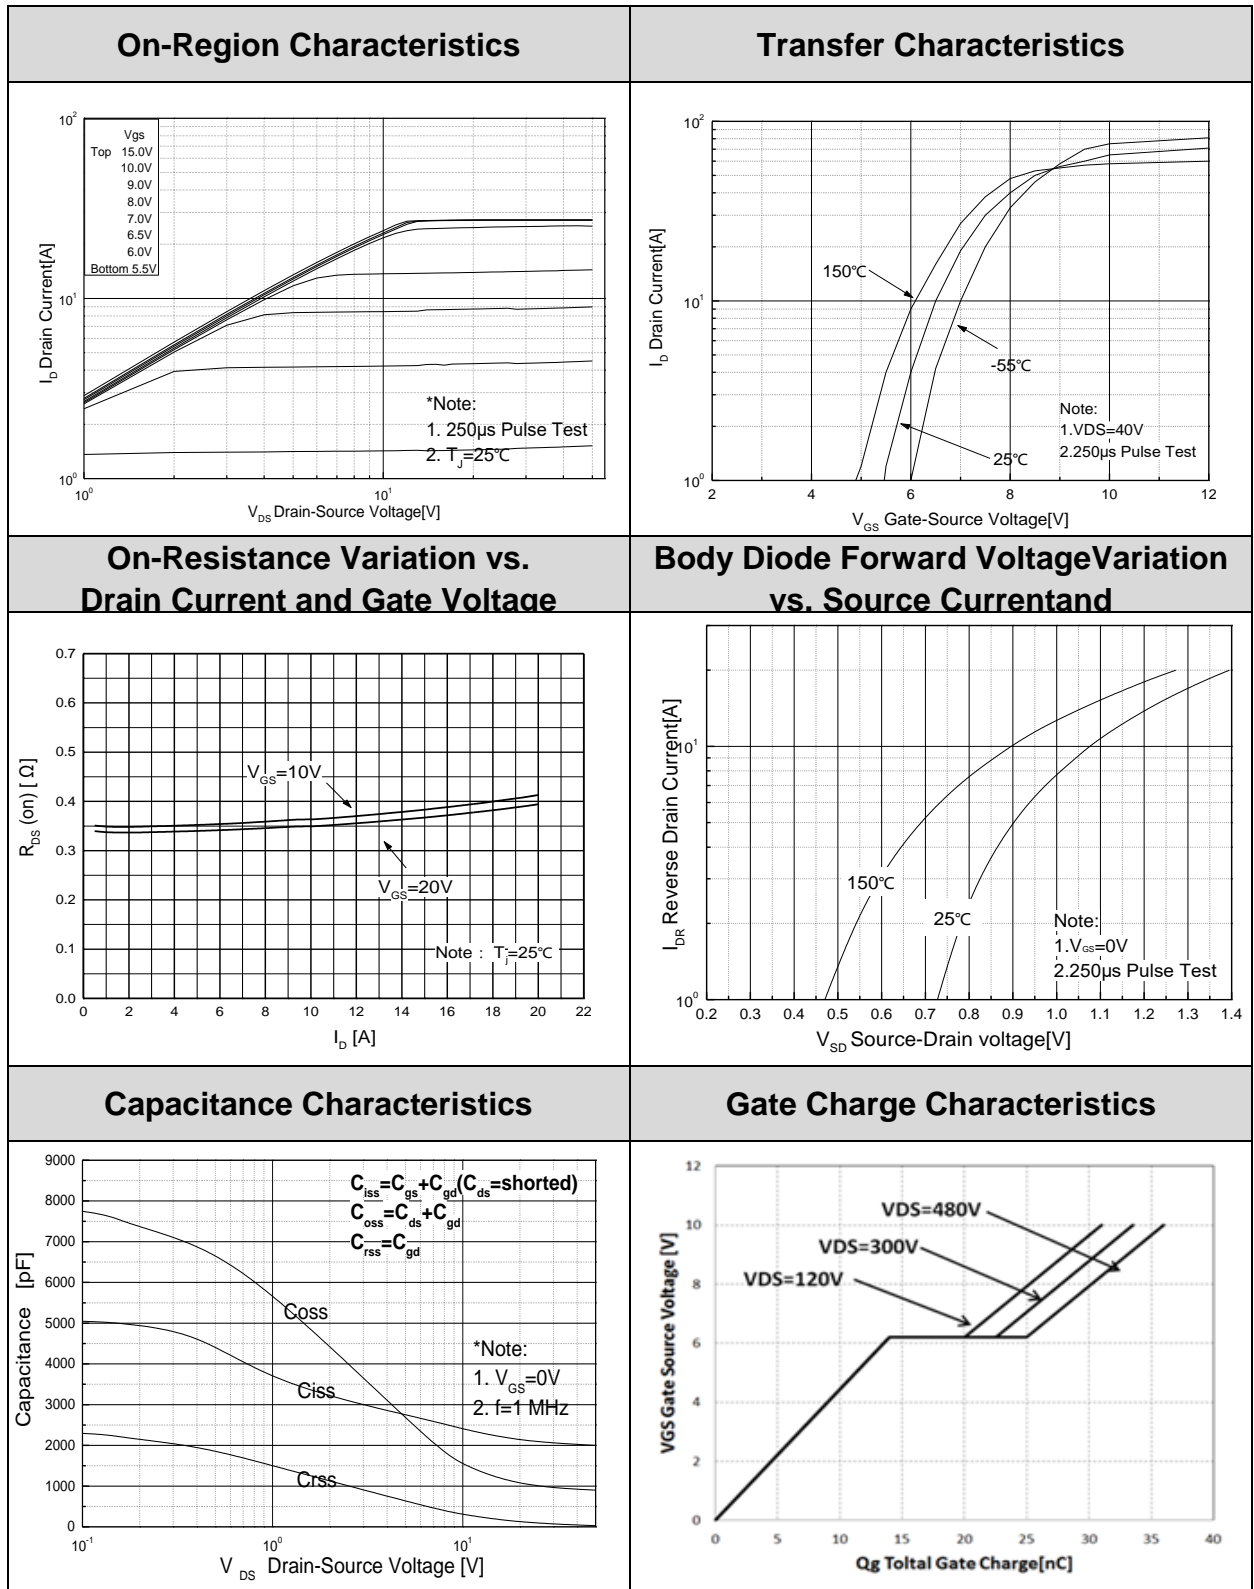 On-Region Characteristics
Transfer Characteristics
10²
Vgs
Top 15.0V
10.0V
9.0V
8.0V
7.0V
6.5V
6.0V
Bottom 5.5V
10¹
10⁰
I_D Drain Current[A]
*Note:
1. 250µs Pulse Test
2. T_J=25℃
10⁰
10¹
V_DS Drain-Source Voltage[V]
10²
10¹
10⁰
I_D Drain Current[A]
150℃
-55℃
25℃
Note:
1.VDS=40V
2.250µs Pulse Test
2 4 6 8 10 12
V_GS Gate-Source Voltage[V]
On-Resistance Variation vs.
Drain Current and Gate Voltage
Body Diode Forward VoltageVariation
vs. Source Currentand
0.7
0.6
0.5
0.4
0.3
0.2
0.1
0.0
R_DS (on) [ Ω]
V_GS=10V
V_GS=20V
Note : T_j=25℃
0 2 4 6 8 10 12 14 16 18 20 22
I_D [A]
10¹
10⁰
I_DR Reverse Drain Current[A]
150℃
25℃
Note:
1.V_GS=0V
2.250µs Pulse Test
0.2 0.3 0.4 0.5 0.6 0.7 0.8 0.9 1.0 1.1 1.2 1.3 1.4
V_SD Source-Drain voltage[V]
Capacitance Characteristics
Gate Charge Characteristics
9000
8000
7000
6000
5000
4000
3000
2000
1000
0
Capacitance [pF]
C_iss=C_gs+C_gd(C_ds=shorted)
C_oss=C_ds+C_gd
C_rss=C_gd
Coss
Ciss
Crss
*Note:
1. V_GS=0V
2. f=1 MHz
10⁻¹
10⁰
10¹
V_DS Drain-Source Voltage [V]
12
10
8
6
4
2
0
VGS Gate Source Voltage [V]
VDS=480V
VDS=300V
VDS=120V
0 5 10 15 20 25 30 35 40
Qg Toltal Gate Charge[nC]